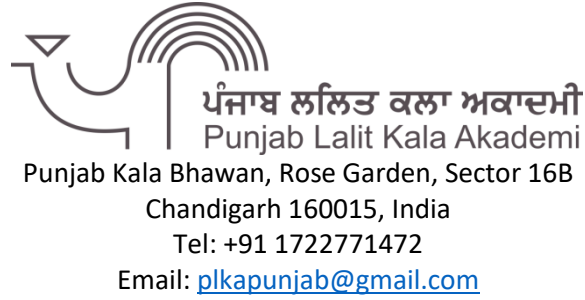 ਪੰਜਾਬ ਲਲਿਤ ਕਲਾ ਅਕਾਦਮੀ
Punjab Lalit Kala Akademi
Punjab Kala Bhawan, Rose Garden, Sector 16B
Chandigarh 160015, India
Tel: +91 1722771472
Email: plkapunjab@gmail.com